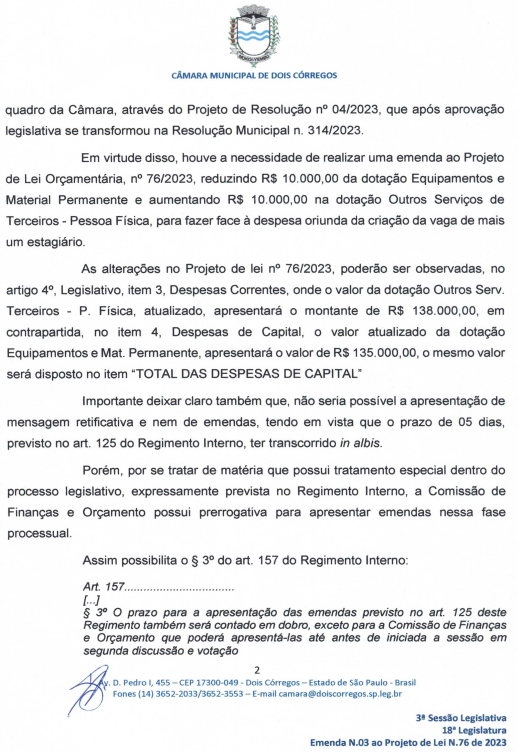 CÂMARA MUNICIPAL DE DOIS CÓRREGOS
quadro da Câmara, através do Projeto de Resolução nº 04/2023, que após aprovação
legislativa se transformou na Resolução Municipal n. 314/2023.
Em virtude disso, houve a necessidade de realizar uma emenda ao Projeto
de Lei Orçamentária, nº 76/2023, reduzindo R$ 10.000,00 da dotação Equipamentos e
Material Permanente e aumentando R$ 10.000,00 na dotação Outros Serviços de
Terceiros - Pessoa Física, para fazer face à despesa oriunda da criação da vaga de mais
um estagiário.
As alterações no Projeto de lei nº 76/2023, poderão ser observadas, no
artigo 4º, Legislativo, item 3, Despesas Correntes, onde o valor da dotação Outros Serv.
Terceiros - P. Física, atualizado, apresentará o montante de R$ 138.000,00, em
contrapartida, no item 4, Despesas de Capital, o valor atualizado da dotação
Equipamentos e Mat. Permanente, apresentará o valor de R$ 135.000,00, o mesmo valor
será disposto no item “TOTAL DAS DESPESAS DE CAPITAL”
Importante deixar claro também que, não seria possível a apresentação de
mensagem retificativa e nem de emendas, tendo em vista que o prazo de 05 dias,
previsto no art. 125 do Regimento Interno, ter transcorrido in albis.
Porém, por se tratar de matéria que possui tratamento especial dentro do
processo legislativo, expressamente prevista no Regimento Interno, a Comissão de
Finanças e Orçamento possui prerrogativa para apresentar emendas nessa fase
processual.
Assim possibilita o § 3º do art. 157 do Regimento Interno:
Art. 157..................................
[...]
§ 3º O prazo para a apresentação das emendas previsto no art. 125 deste
Regimento também será contado em dobro, exceto para a Comissão de Finanças
e Orçamento que poderá apresentá-las até antes de iniciada a sessão em
segunda discussão e votação
2
Av. D. Pedro I, 455 – CEP 17300-049 - Dois Córregos – Estado de São Paulo - Brasil
Fones (14) 3652-2033/3652-3553 – E-mail camara@doiscorregos.sp.leg.br
3ª Sessão Legislativa
18ª Legislatura
Emenda N.03 ao Projeto de Lei N.76 de 2023